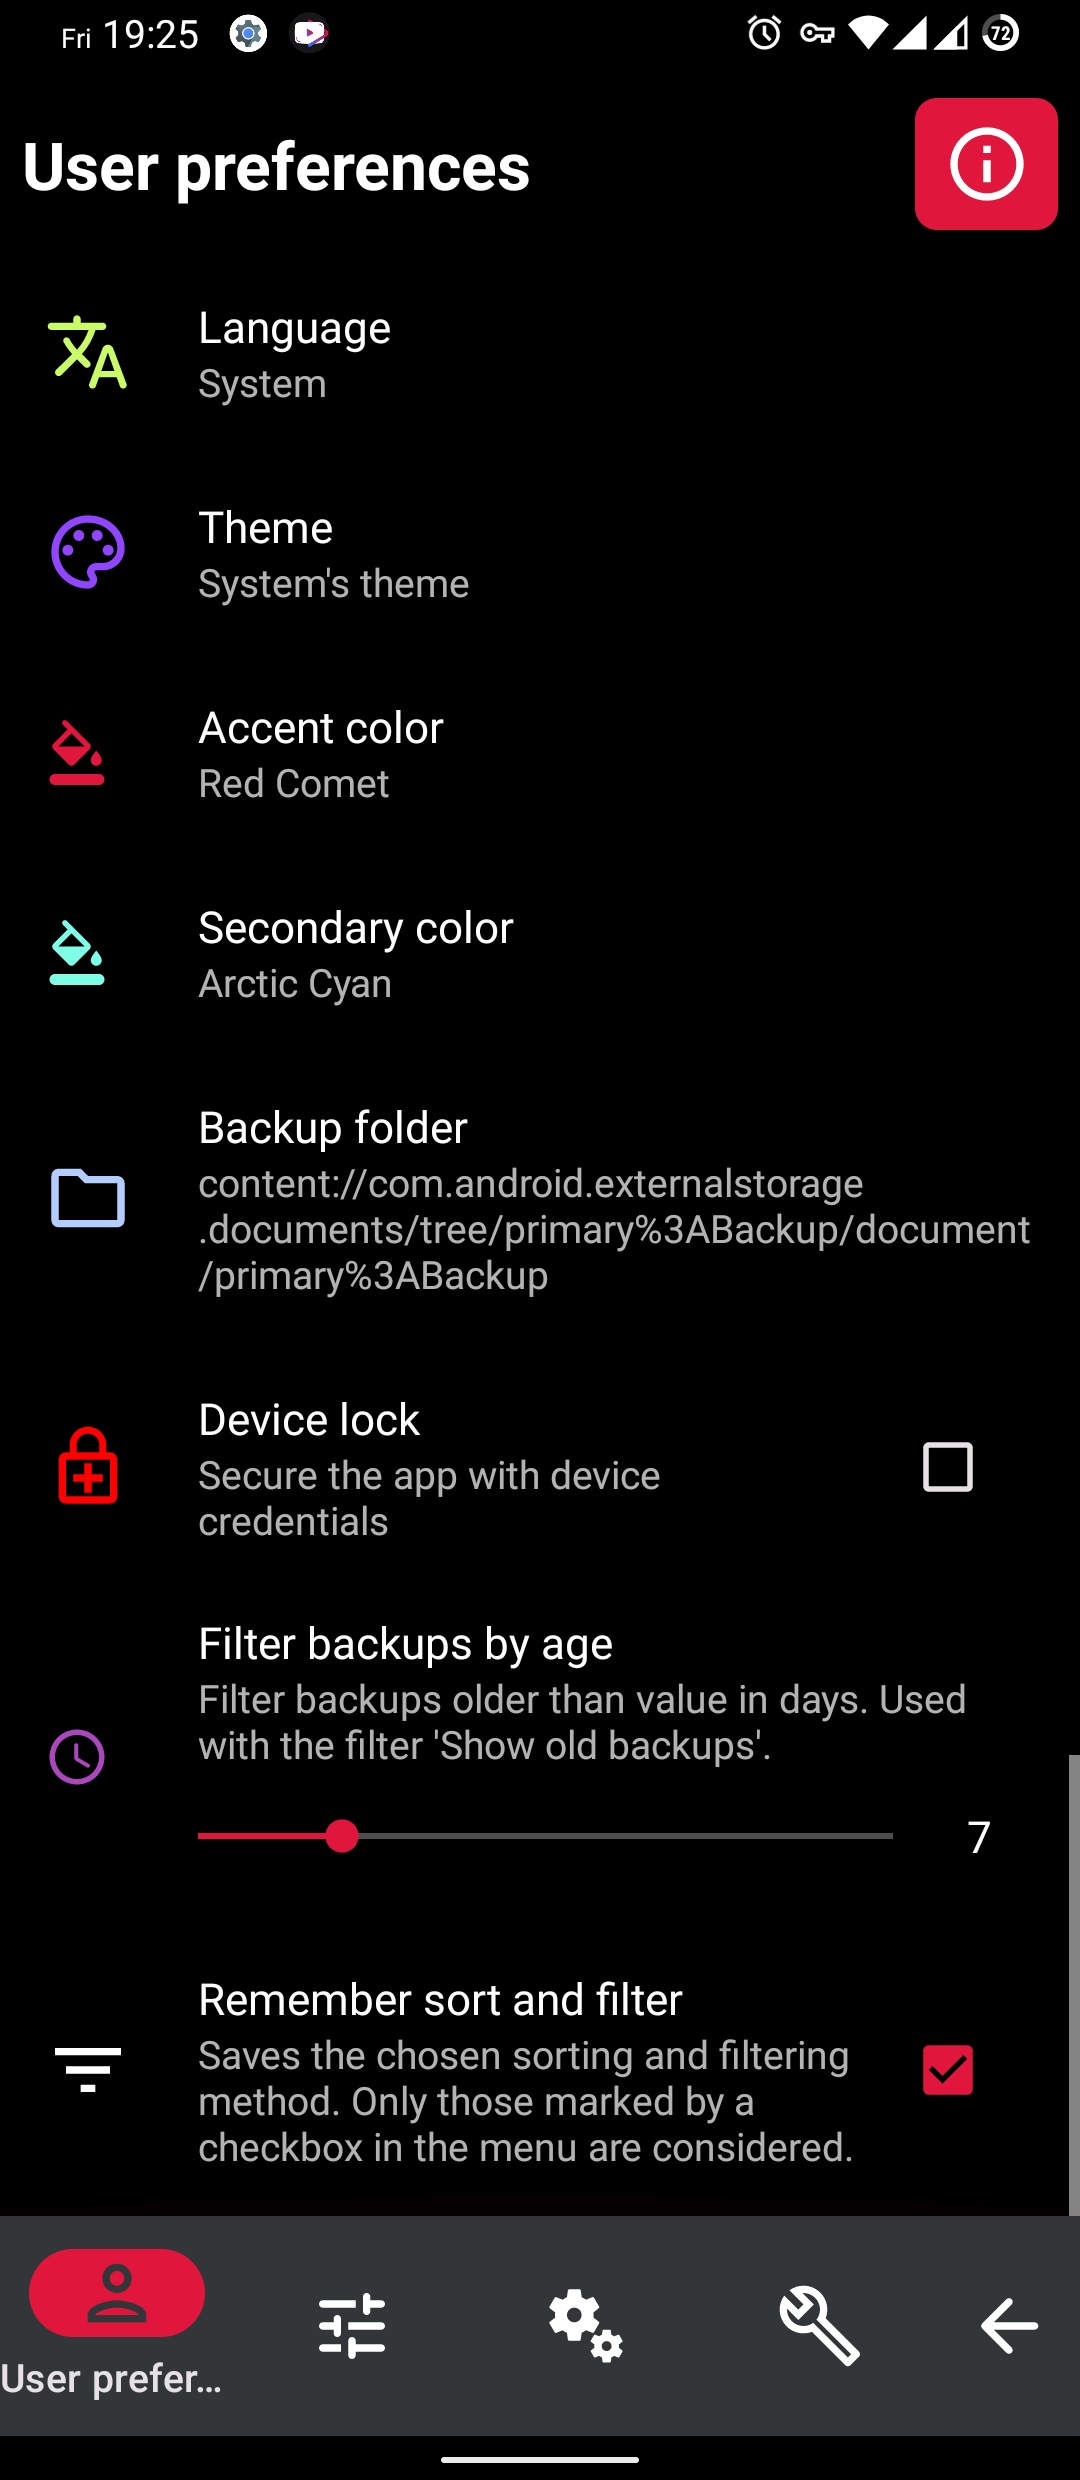 Fri 19:25
72
User preferences
Language
System
Theme
System's theme
Accent color
Red Comet
Secondary color
Arctic Cyan
Backup folder
content://com.android.externalstorage
.documents/tree/primary%3ABackup/document
/primary%3ABackup
Device lock
Secure the app with device
credentials
Filter backups by age
Filter backups older than value in days. Used
with the filter 'Show old backups'.
7
Remember sort and filter
Saves the chosen sorting and filtering
method. Only those marked by a
checkbox in the menu are considered.
User prefer...